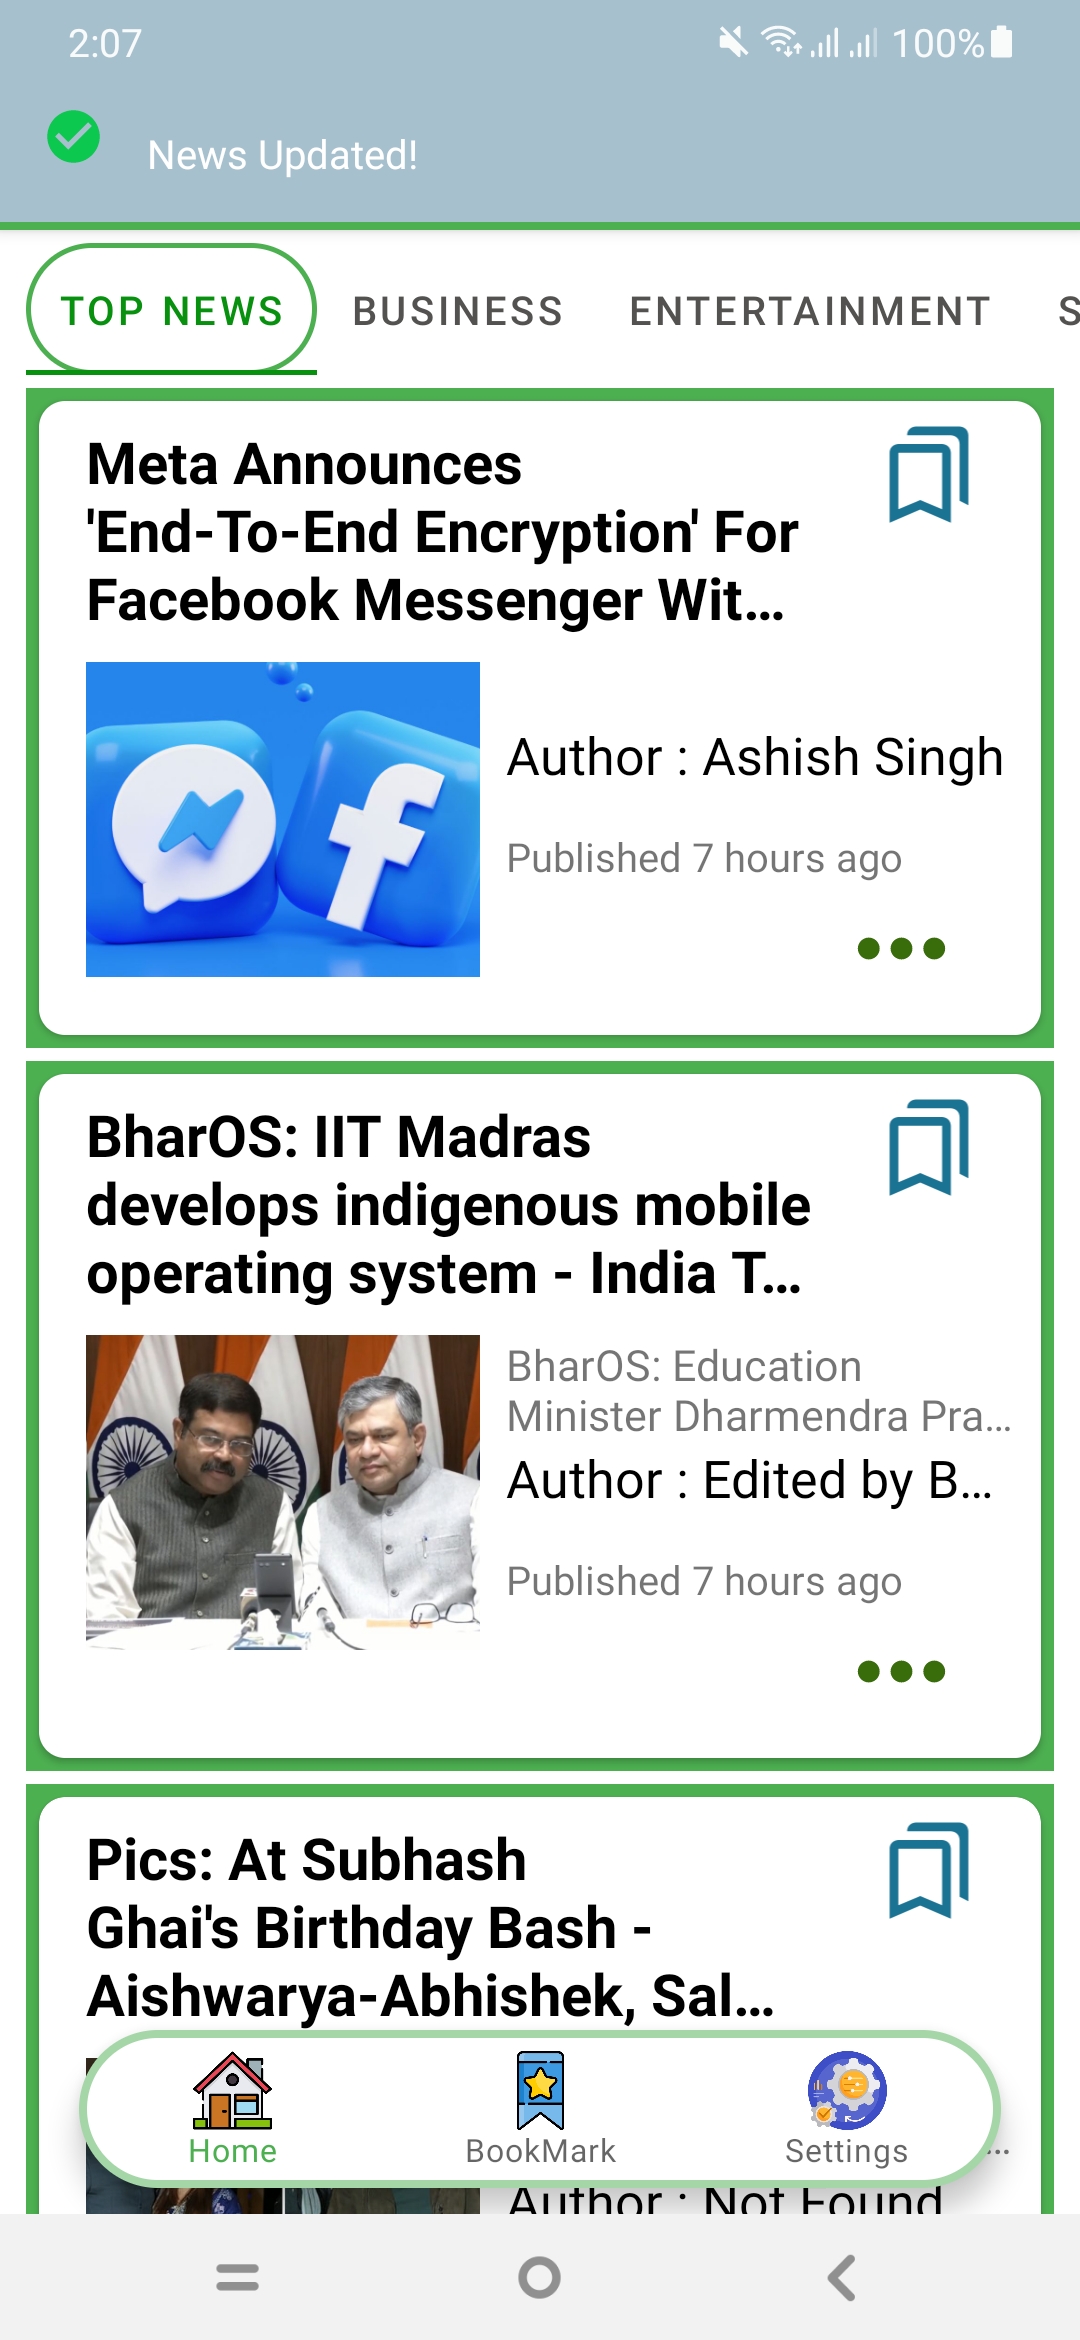 2:07
100%
News Updated!
TOP NEWS
BUSINESS
ENTERTAINMENT
S
Meta Announces
'End-To-End Encryption' For
Facebook Messenger Wit...
Author : Ashish Singh
Published 7 hours ago
BharOS: IIT Madras
develops indigenous mobile
operating system - India T...
BharOS: Education
Minister Dharmendra Pra...
Author : Edited by B...
Published 7 hours ago
Pics: At Subhash
Ghai's Birthday Bash -
Aishwarya-Abhishek, Sal...
Home
BookMark
Settings
Author : Not Found